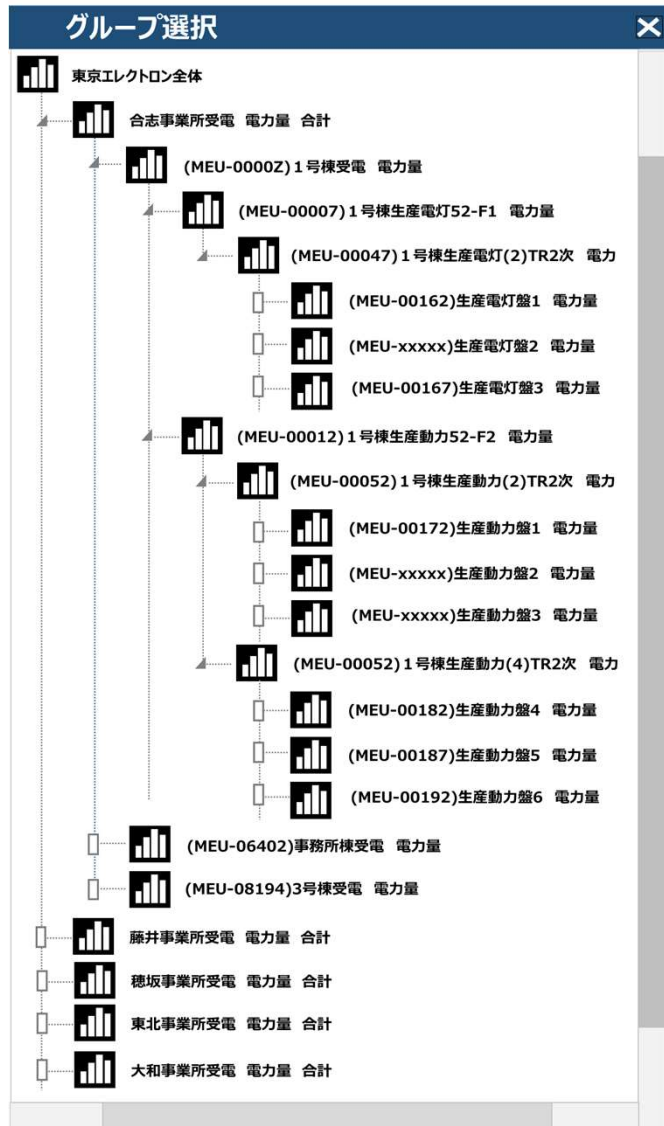 グループ選択
東京エレクトロン全体
合志事業所受電 電力量 合計
(MEU-0000Z)1号棟受電 電力量
(MEU-00007)1号棟生産電灯52-F1 電力量
(MEU-00047)1号棟生産電灯(2)TR2次 電力
(MEU-00162)生産電灯盤1 電力量
(MEU-xxxxx)生産電灯盤2 電力量
(MEU-00167)生産電灯盤3 電力量
(MEU-00012)1号棟生産動力52-F2 電力量
(MEU-00052)1号棟生産動力(2)TR2次 電力
(MEU-00172)生産動力盤1 電力量
(MEU-xxxxx)生産動力盤2 電力量
(MEU-xxxxx)生産動力盤3 電力量
(MEU-00052)1号棟生産動力(4)TR2次 電力
(MEU-00182)生産動力盤4 電力量
(MEU-00187)生産動力盤5 電力量
(MEU-00192)生産動力盤6 電力量
(MEU-06402)事務所棟受電 電力量
(MEU-08194)3号棟受電 電力量
藤井事業所受電 電力量 合計
穂坂事業所受電 電力量 合計
東北事業所受電 電力量 合計
大和事業所受電 電力量 合計